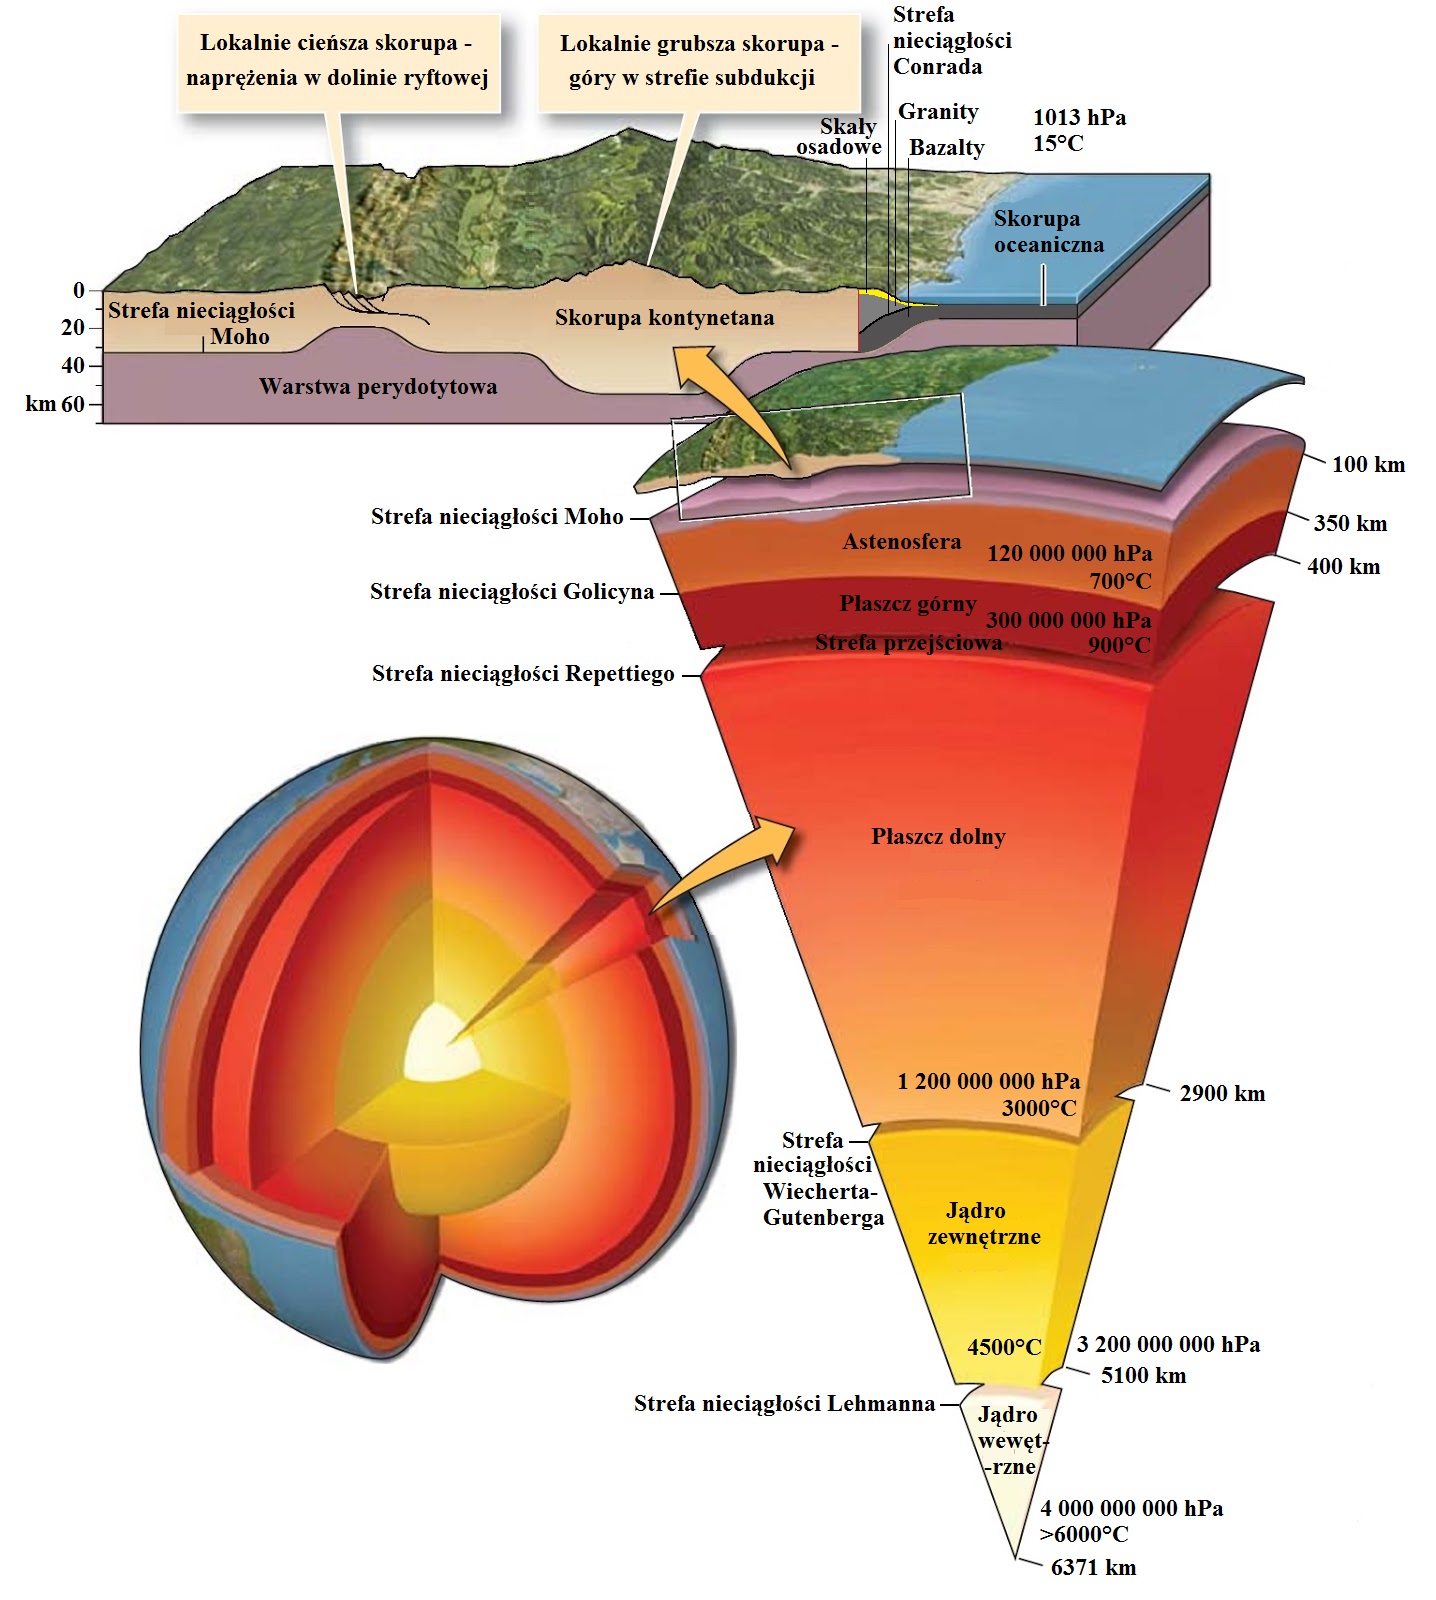 Lokalnie cieńsza skorupa -
naprężenia w dolinie ryftowej
Lokalnie grubsza skorupa -
góry w strefie subdukcji
Strefa
nieciągłości
Conrada
Granity
Skały
osadowe
Bazalty
1013 hPa
15°C
Skorupa
oceaniczna
0
20
40
km 60
Strefa nieciągłości
Moho
Skorupa kontynetana
Warstwa perydotytowa
100 km
350 km
400 km
Strefa nieciągłości Moho
Astenosfera
120 000 000 hPa
700°C
Strefa nieciągłości Golicyna
Płaszcz górny
300 000 000 hPa
900°C
Strefa przejściowa
Strefa nieciągłości Repettiego
Płaszcz dolny
1 200 000 000 hPa
3000°C
2900 km
Strefa
nieciągłości
Wiecherta-
Gutenberga
Jądro
zewnętrzne
4500°C
3 200 000 000 hPa
5100 km
Strefa nieciągłości Lehmanna
Jądro
wewęt-
-rzne
4 000 000 000 hPa
>6000°C
6371 km